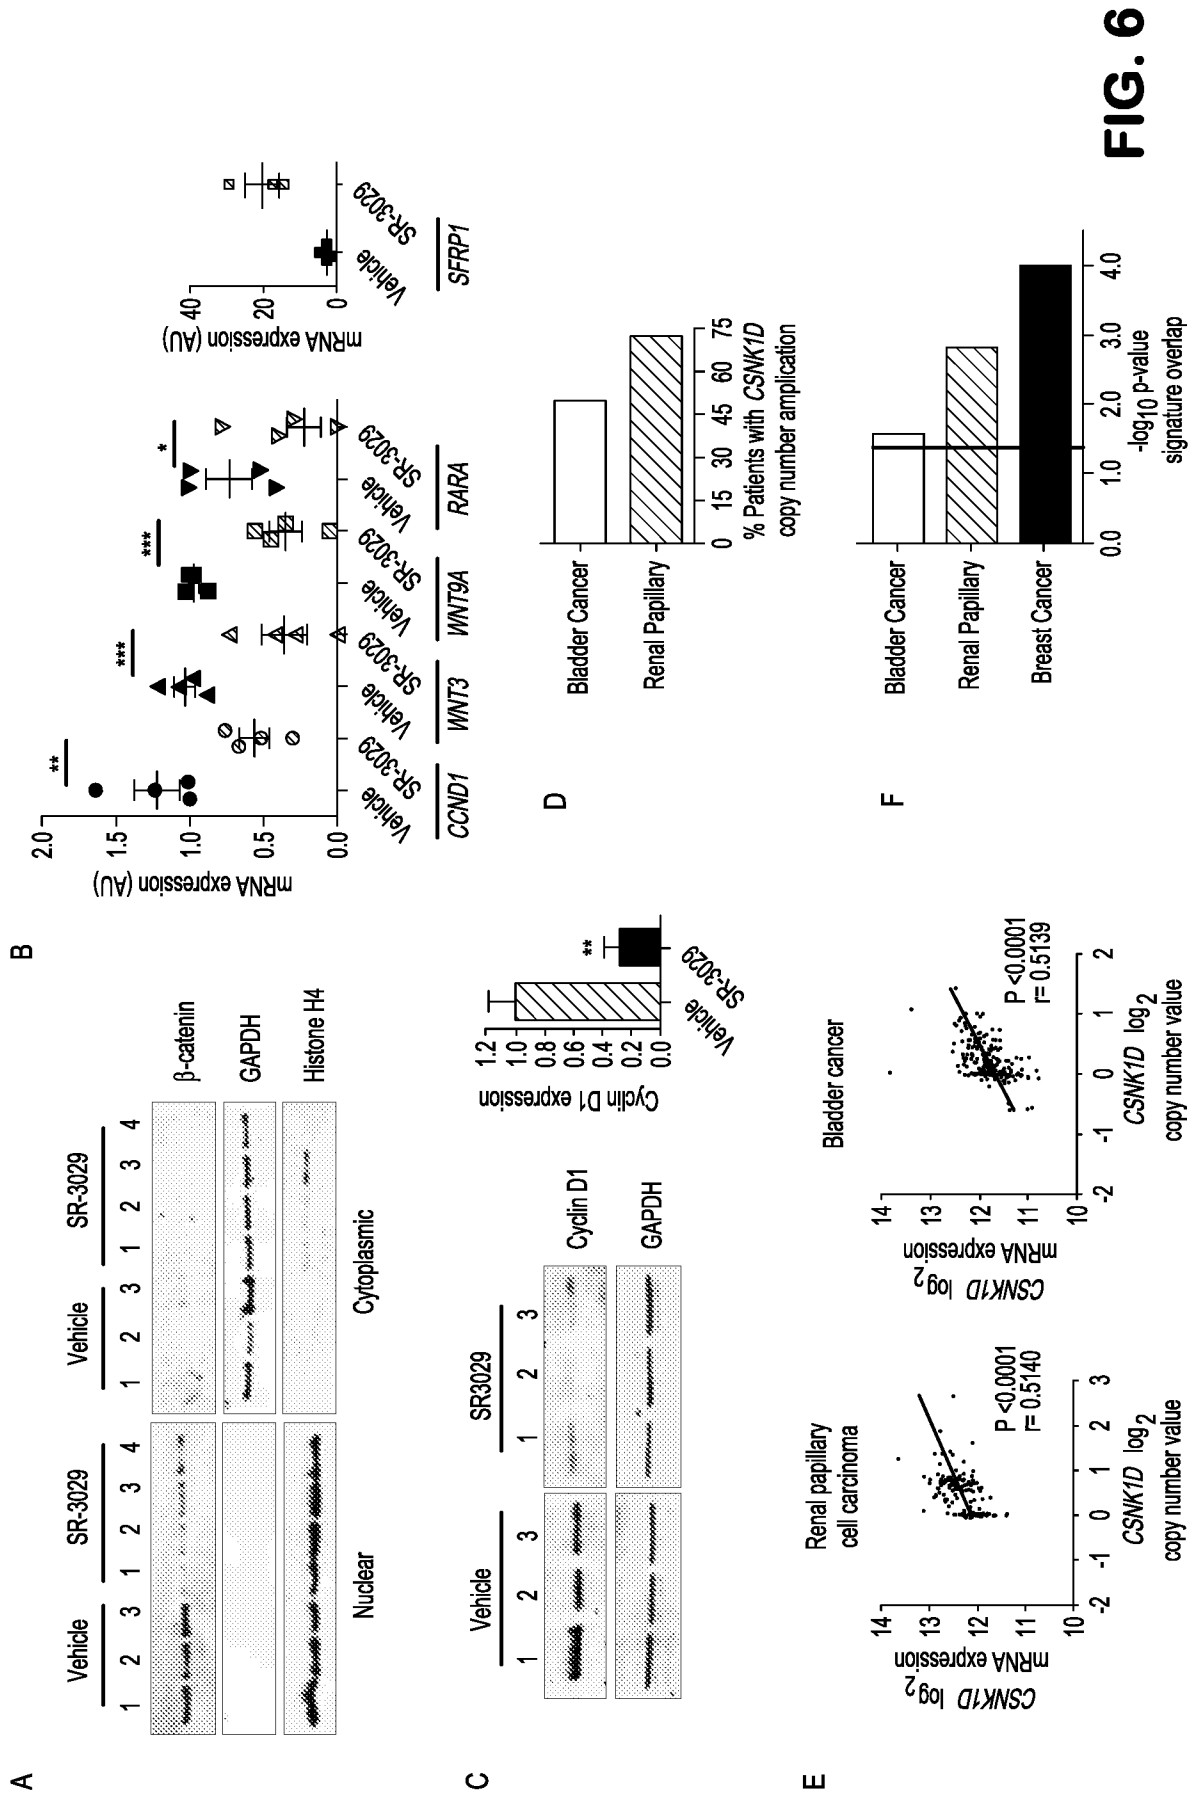 A
Vehicle
SR-3029
Vehicle
SR-3029
1 2 3 1 2 3 4 1 2 3 1 2 3 4
β-catenin
GAPDH
Histone H4
Nuclear
Cytoplasmic
B
mRNA expression
(AU)
2.0
1.5
1.0
0.5
0.0
**
***
***
*
Vehicle
SR-3029
Vehicle
SR-3029
Vehicle
SR-3029
Vehicle
SR-3029
CCND1
WNT3
WNT9A
RARA
mRNA expression
(AU)
40
20
0
Vehicle
SR-3029
SFRP1
C
Vehicle
SR3029
1 2 3 1 2 3
Cyclin D1
GAPDH
Cyclin D1 expression
1.2
1.0
0.8
0.6
0.4
0.2
0.0
**
Vehicle
SR-3029
D
Bladder Cancer
Renal Papillary
0 15 30 45 60 75
% Patients with CSNK1D
copy number amplication
E
Renal papillary
cell carcinoma
CSNK1D log2
mRNA expression
14
13
12
11
10
P <0.0001
r= 0.5140
-2 -1 0 1 2 3
CSNK1D log2
copy number value
Bladder cancer
CSNK1D log2
mRNA expression
14
13
12
11
10
P <0.0001
r= 0.5139
-2 -1 0 1 2
CSNK1D log2
copy number value
F
Bladder Cancer
Renal Papillary
Breast Cancer
0.0 1.0 2.0 3.0 4.0
-log10 p-value
signature overlap
FIG. 6